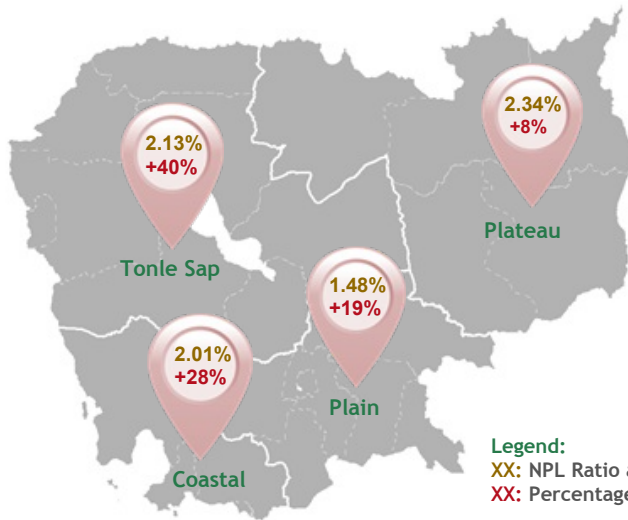 2.34%
+8%
Plateau
2.13%
+40%
Tonle Sap
1.48%
+19%
Plain
2.01%
+28%
Coastal
Legend:
XX: NPL Ratio
XX: Percentage